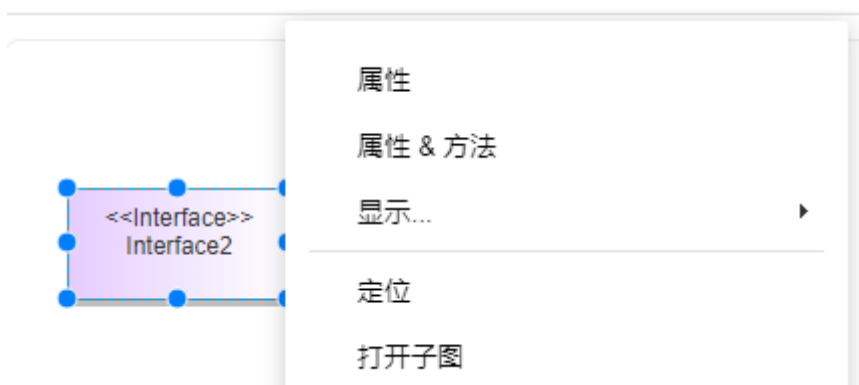 属性
属性 & 方法
显示...
<<Interface>>
Interface2
定位
打开子图